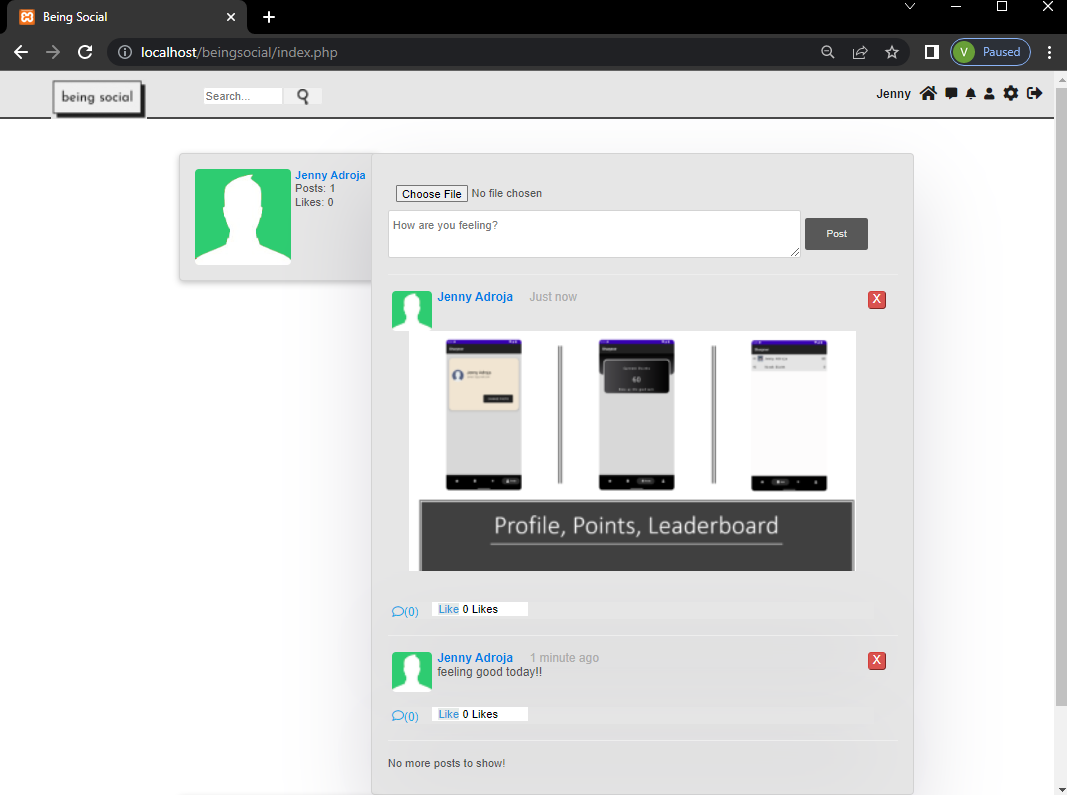 Being Social
localhost/beingsocial/index.php
V Paused
being social
Search...
Jenny
Jenny Adroja
Posts: 1
Likes: 0
Choose File No file chosen
How are you feeling?
Post
Jenny Adroja Just now
X
60
Profile, Points, Leaderboard
(0) Like 0 Likes
Jenny Adroja 1 minute ago
X
feeling good today!!
(0) Like 0 Likes
No more posts to show!